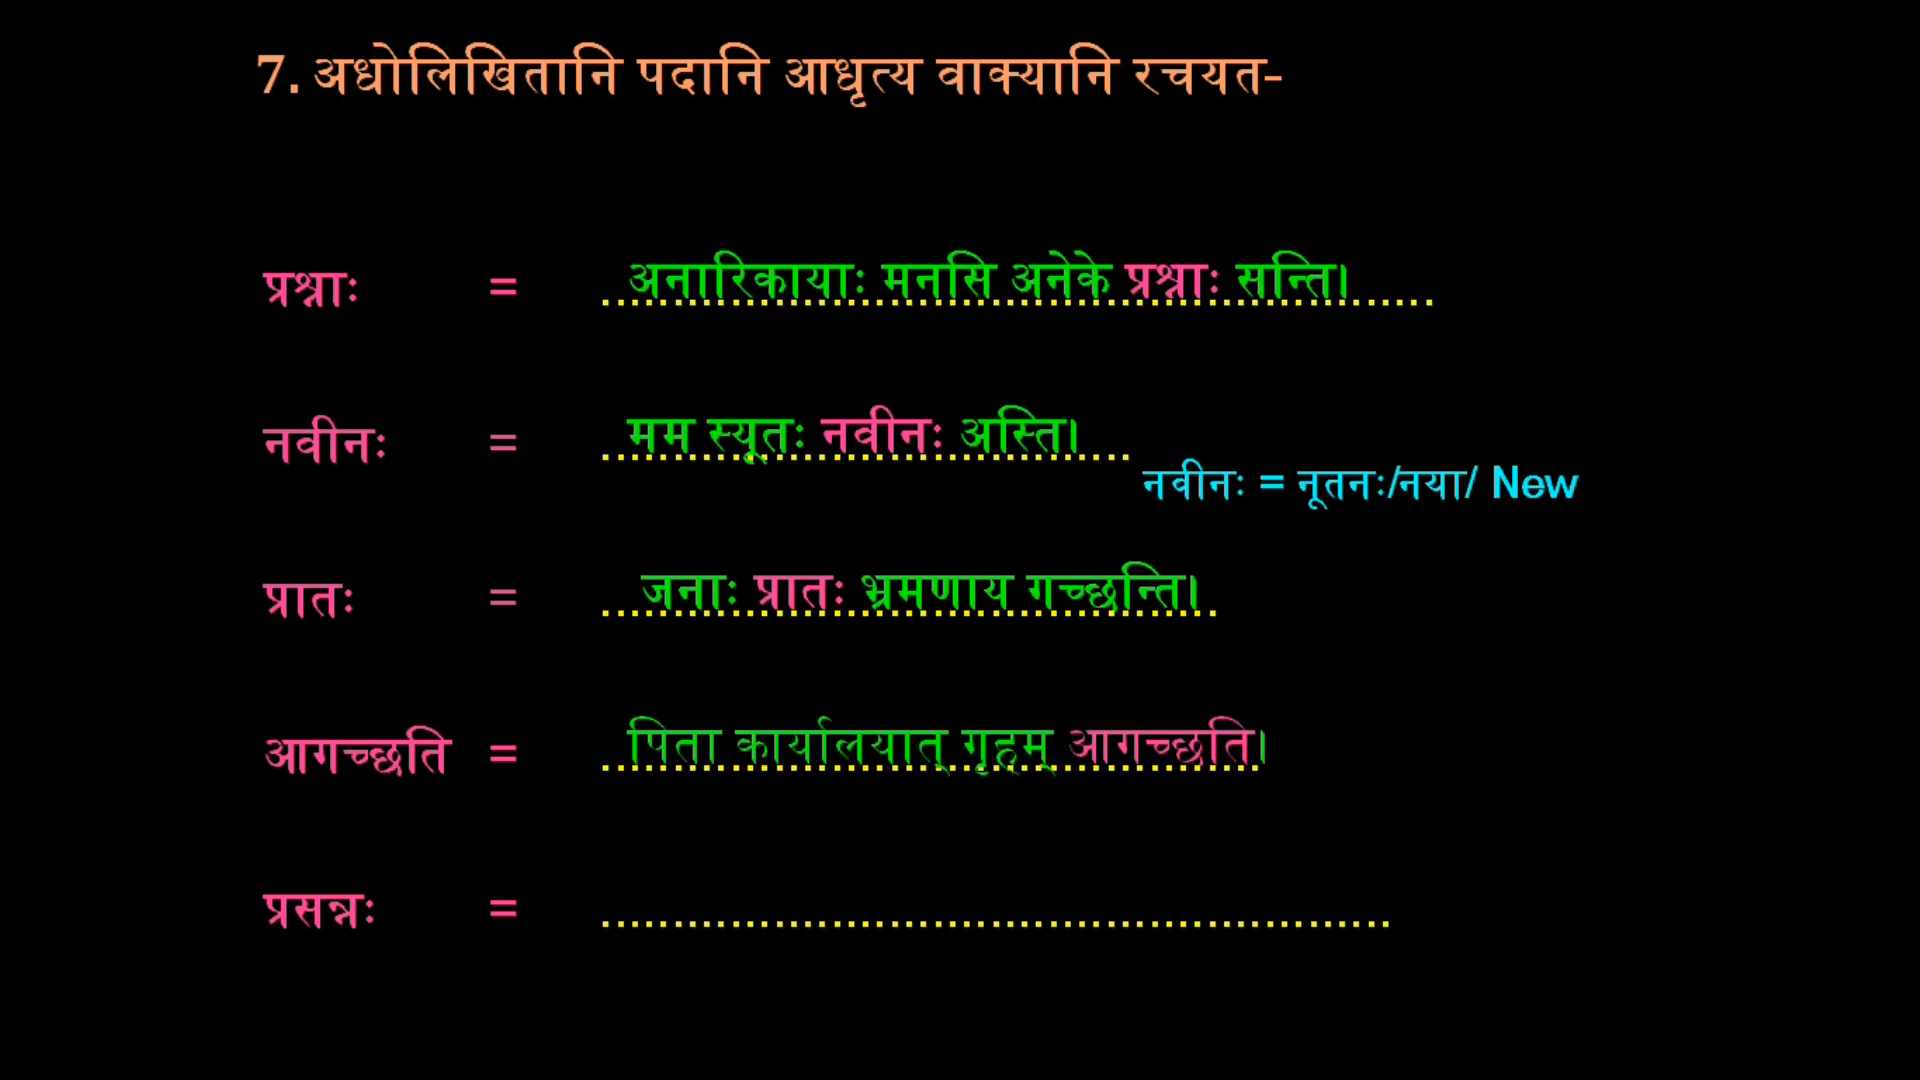 7. अधोलिखितानि पदानि आधृत्य वाक्यानि रचयत-
प्रश्नाः = अनारिकायाः मनसि अनेके प्रश्नाः सन्ति।
नवीनः = मम स्यूतः नवीनः अस्ति।
नवीनः = नूतनः/नया/ New
प्रातः = जनाः प्रातः भ्रमणाय गच्छन्ति।
आगच्छति = पिता कार्यालयात् गृहम् आगच्छति।
प्रसन्नः = .......................................................